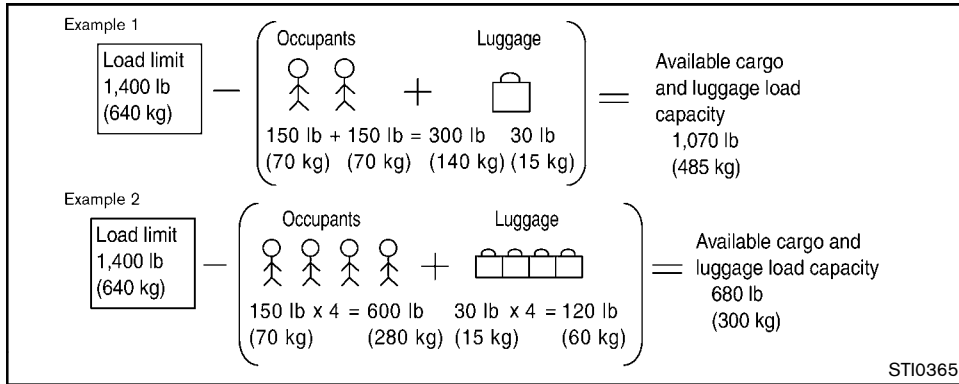 Example 1
Load limit
1,400 lb
(640 kg)
−
Occupants
+
Luggage
150 lb + 150 lb = 300 lb 30 lb
(70 kg) (70 kg) (140 kg) (15 kg)
=
Available cargo
and luggage load
capacity
1,070 lb
(485 kg)
Example 2
Load limit
1,400 lb
(640 kg)
−
Occupants
+
Luggage
150 lb x 4 = 600 lb 30 lb x 4 = 120 lb
(70 kg) (280 kg) (15 kg) (60 kg)
=
Available cargo and
luggage load capacity
680 lb
(300 kg)
STI0365